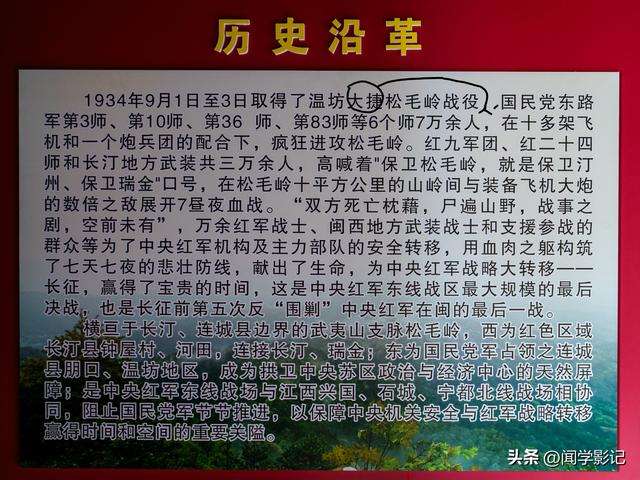 历史沿革
1934年9月1日至3日取得了温坊大捷松毛岭战役，国民党东路
军第3师、第10师、第36 师、第83师等6个师7万余人，在十多架飞
机和一个炮兵团的配合下，疯狂进攻松毛岭。红九军团、红二十四
师和长汀地方武装共三万余人，高喊着"保卫松毛岭，就是保卫汀
州、保卫瑞金"口号，在松毛岭十平方公里的山岭间与装备飞机大炮
的数倍之敌展开7昼夜血战。“双方死亡枕藉，尸遍山野，战事之
剧，空前未有”，万余红军战士、闽西地方武装战士和支援参战的
群众等为了中央红军机构及主力部队的安全转移，用血肉之躯构筑
了七天七夜的悲壮防线，献出了生命，为中央红军战略大转移——
长征，赢得了宝贵的时间，这是中央红军东线战区最大规模的最后
决战，也是长征前第五次反“围剿”中央红军在闽的最后一战。
横亘于长汀、连城县边界的武夷山支脉松毛岭，西为红色区域
长汀县钟屋村、河田，连接长汀、瑞金；东为国民党军占领之连城
县朋口、温坊地区，成为拱卫中央苏区政治与经济中心的天然屏
障；是中央红军东线战场与江西兴国、石城、宁都北线战场相协
同，阻止国民党军节节推进，以保障中央机关安全与红军战略转移
赢得时间和空间的重要关隘。
头条 @闻学影记